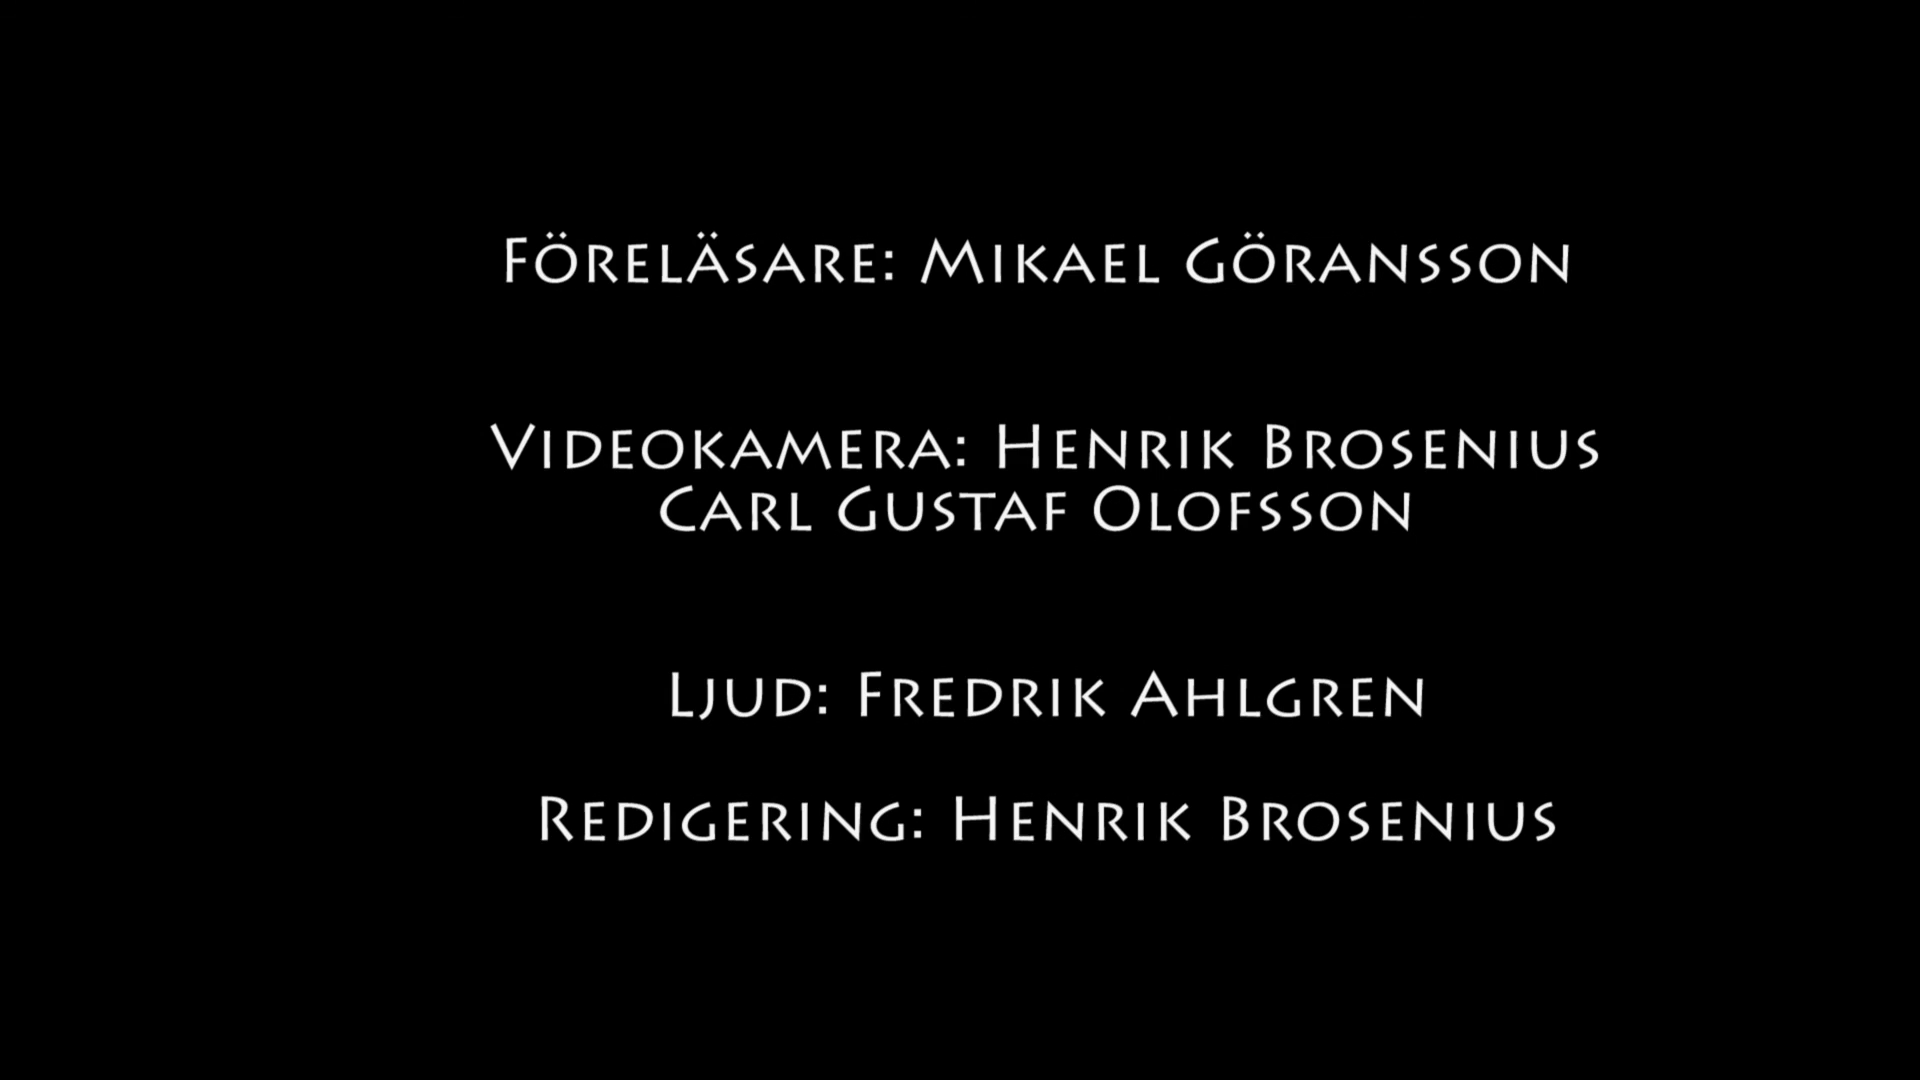 Föreläsare: Mikael Göransson
Videokamera: Henrik Brosenius
Carl Gustaf Olofsson
Ljud: Fredrik Ahlgren
Redigering: Henrik Brosenius